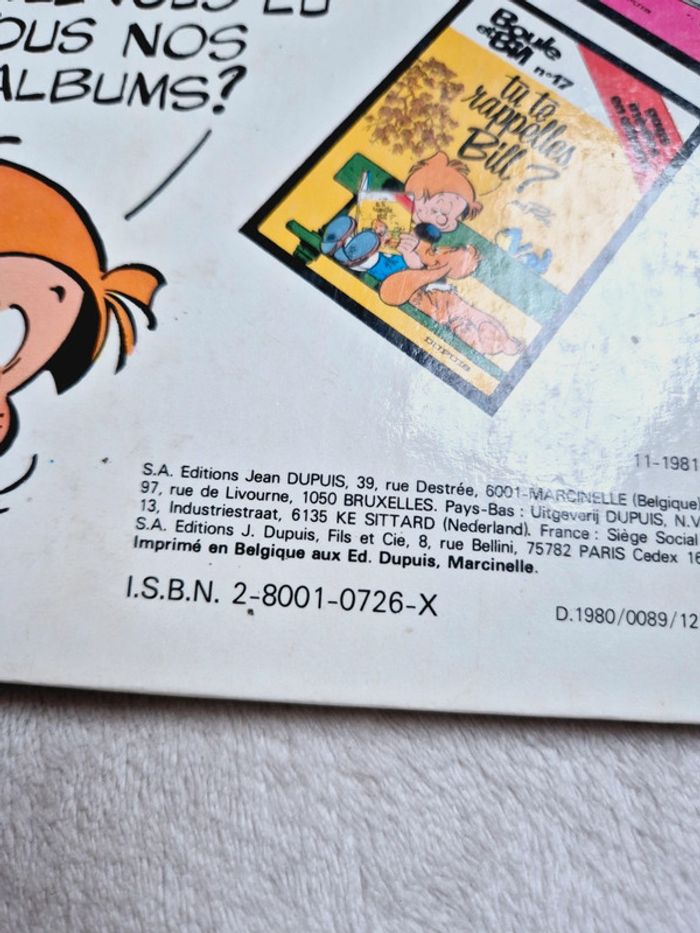 OUS NOS
ALBUMS?
Boule
et Bill
n°17
tu te
rappelles
Bill?
DUPUIS
11-1981
S.A. Editions Jean DUPUIS, 39, rue Destrée, 6001-MARCINELLE (Belgique)
97, rue de Livourne, 1050 BRUXELLES. Pays-Bas : Uitgeverij DUPUIS, N.V.
13, Industriestraat, 6135 KE SITTARD (Nederland). France : Siège Social
S.A. Editions J. Dupuis, Fils et Cie, 8, rue Bellini, 75782 PARIS Cedex 16
Imprimé en Belgique aux Ed. Dupuis, Marcinelle.
I.S.B.N. 2-8001-0726-X
D.1980/0089/12